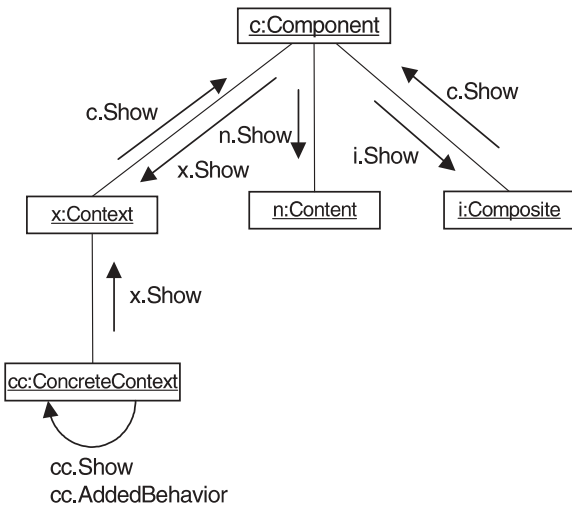 c:Component
c.Show
c.Show
n.Show
x.Show
i.Show
x:Context
n:Content
i:Composite
x.Show
cc:ConcreteContext
cc.Show
cc.AddedBehavior